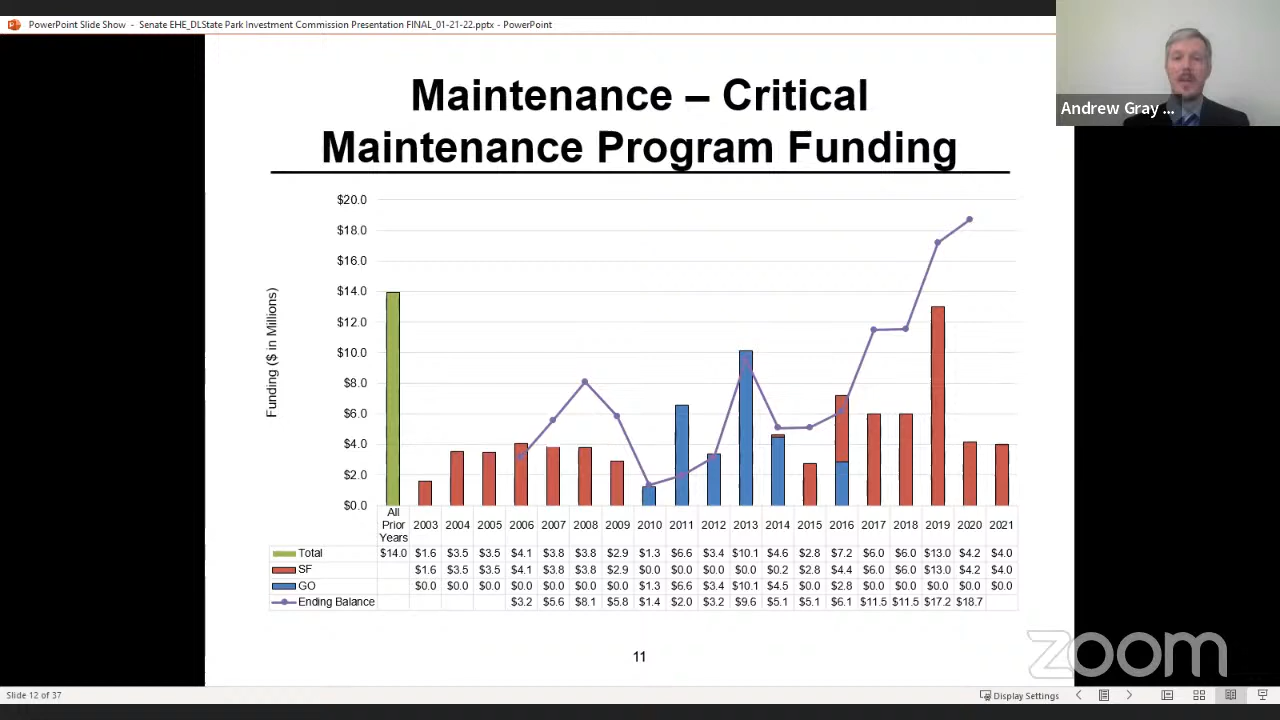 PowerPoint Slide Show - Senate EHE_DLState Park Investment Commission Presentation FINAL_01-21-22.pptx - PowerPoint
Andrew Gray ...
Maintenance – Critical
Maintenance Program Funding
Funding ($ in Millions)
$20.0
$18.0
$16.0
$14.0
$12.0
$10.0
$8.0
$6.0
$4.0
$2.0
$0.0
All Prior Years 2003 2004 2005 2006 2007 2008 2009 2010 2011 2012 2013 2014 2015 2016 2017 2018 2019 2020 2021
Total $14.0 $1.6 $3.5 $3.5 $4.1 $3.8 $3.8 $2.9 $1.3 $6.6 $3.4 $10.1 $4.6 $2.8 $7.2 $6.0 $6.0 $13.0 $4.2 $4.0
SF $1.6 $3.5 $3.5 $4.1 $3.8 $3.8 $2.9 $0.0 $0.0 $0.0 $0.0 $0.2 $2.8 $4.4 $6.0 $6.0 $13.0 $4.2 $4.0
GO $0.0 $0.0 $0.0 $0.0 $0.0 $0.0 $0.0 $1.3 $6.6 $3.4 $10.1 $4.5 $0.0 $2.8 $0.0 $0.0 $0.0 $0.0 $0.0
Ending Balance $3.2 $5.6 $8.1 $5.8 $1.4 $2.0 $3.2 $9.6 $5.1 $5.1 $6.1 $11.5 $11.5 $17.2 $18.7
11
zoom
Slide 12 of 37
Display Settings